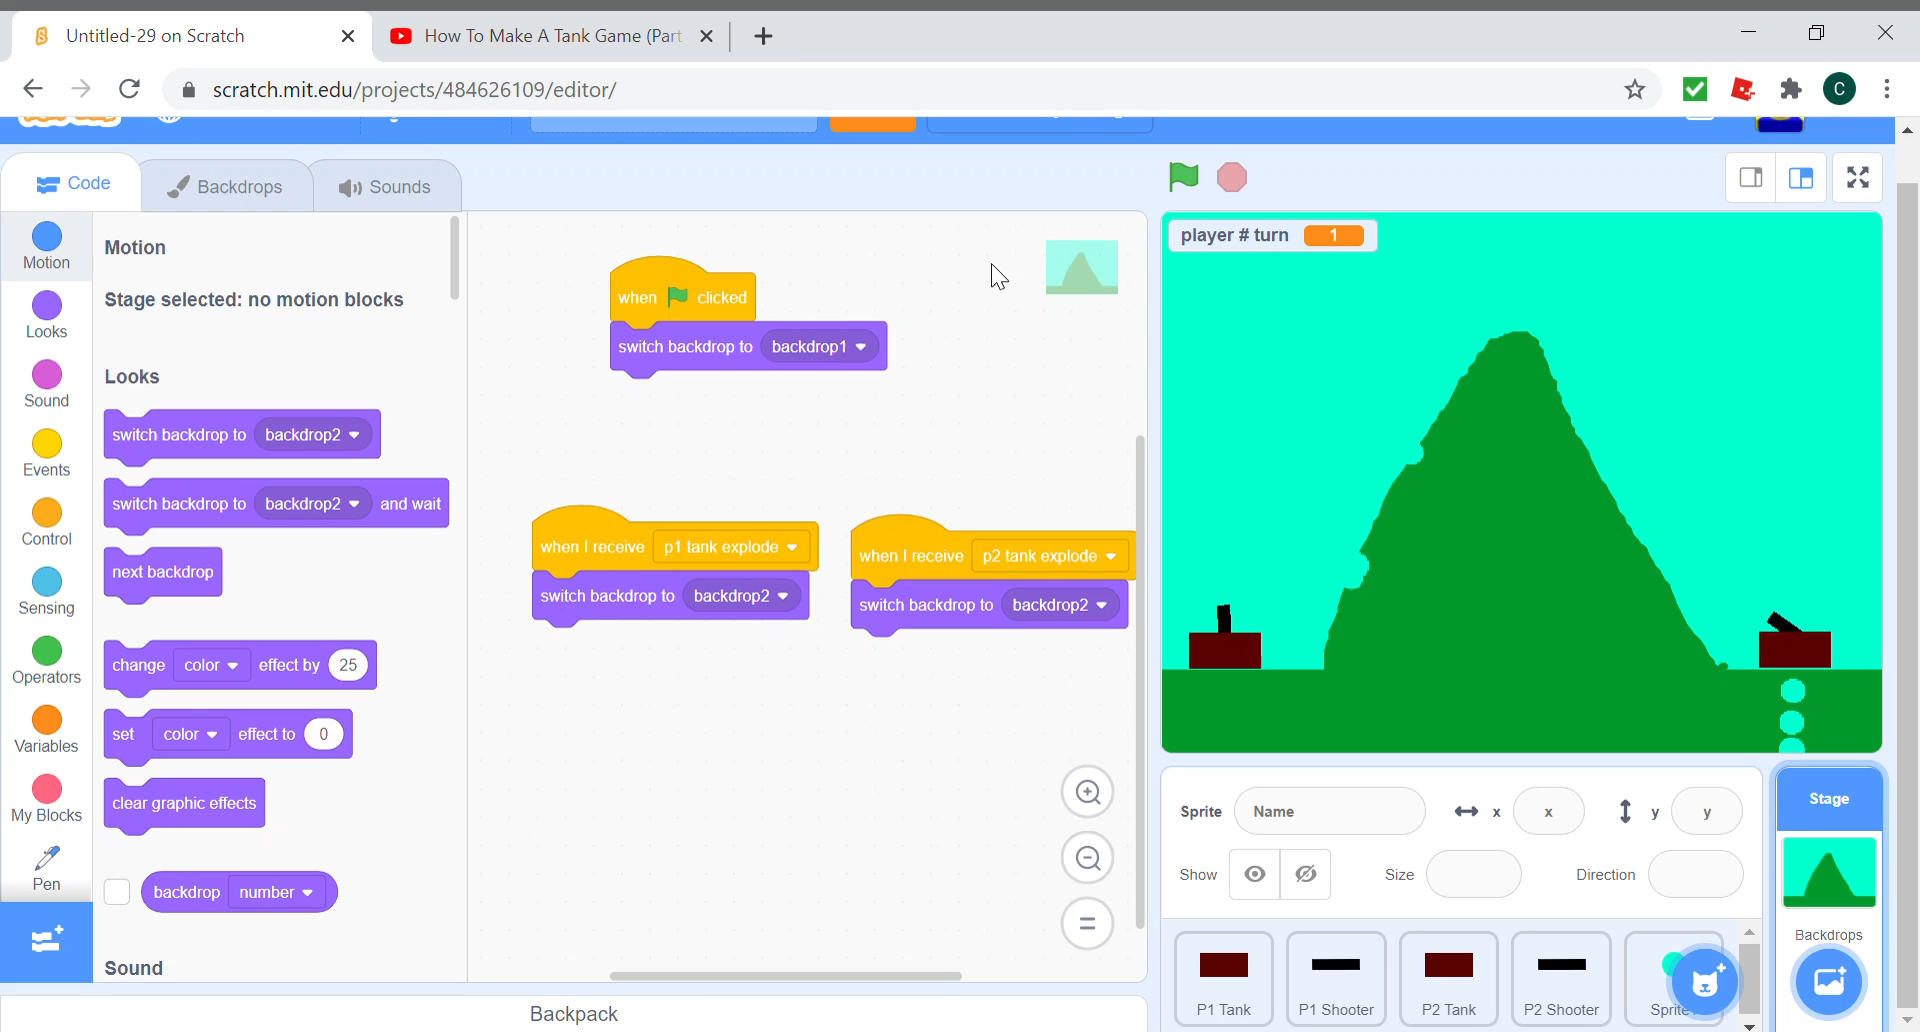 Untitled-29 on Scratch
How To Make A Tank Game (Part
scratch.mit.edu/projects/484626109/editor/
C
Code
Backdrops
Sounds
Motion
Looks
Sound
Events
Control
Sensing
Operators
Variables
My Blocks
Pen
Motion
Stage selected: no motion blocks
Looks
switch backdrop to backdrop2
switch backdrop to backdrop2 and wait
next backdrop
change color effect by 25
set color effect to 0
clear graphic effects
backdrop number
Sound
when clicked
switch backdrop to backdrop1
when I receive p1 tank explode
switch backdrop to backdrop2
when I receive p2 tank explode
switch backdrop to backdrop2
Backpack
player # turn 1
Sprite Name x x y y
Show Size Direction
P1 Tank
P1 Shooter
P2 Tank
P2 Shooter
Sprite
Stage
Backdrops